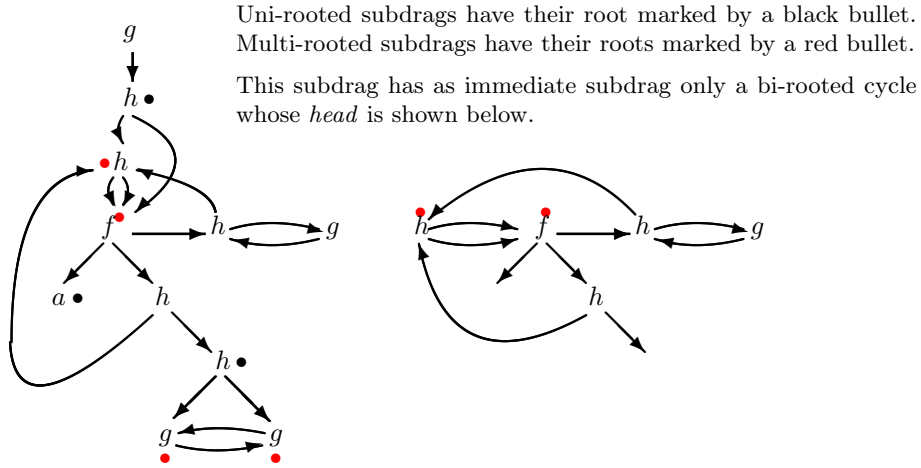 Uni-rooted subdrags have their root marked by a black bullet.
Multi-rooted subdrags have their roots marked by a red bullet.
This subdrag has as immediate subdrag only a bi-rooted cycle
whose head is shown below.
g
h
h
f h g
a h
h
g g
h f h g
h